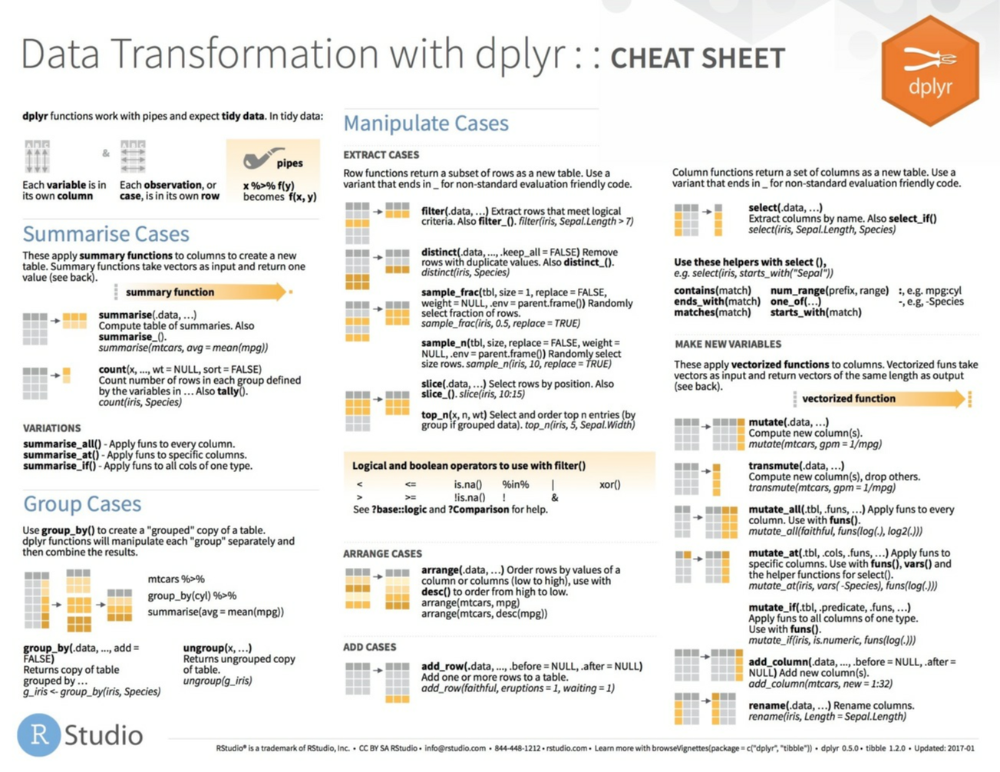 Data Transformation with dplyr : : CHEAT SHEET
dplyr
dplyr functions work with pipes and expect tidy data. In tidy data:
A B C
&
A B C
pipes
Each variable is in
its own column
Each observation, or
case, is in its own row
x %>% f(y)
becomes f(x, y)
Summarise Cases
These apply summary functions to columns to create a new
table. Summary functions take vectors as input and return one
value (see back).
summary function
summarise(.data, …)
Compute table of summaries. Also
summarise_().
summarise(mtcars, avg = mean(mpg))
count(x, ..., wt = NULL, sort = FALSE)
Count number of rows in each group defined
by the variables in … Also tally().
count(iris, Species)
VARIATIONS
summarise_all() - Apply funs to every column.
summarise_at() - Apply funs to specific columns.
summarise_if() - Apply funs to all cols of one type.
Group Cases
Use group_by() to create a "grouped" copy of a table.
dplyr functions will manipulate each "group" separately and
then combine the results.
mtcars %>%
group_by(cyl) %>%
summarise(avg = mean(mpg))
group_by(.data, ..., add =
FALSE)
Returns copy of table
grouped by …
g_iris <- group_by(iris, Species)
ungroup(x, …)
Returns ungrouped copy
of table.
ungroup(g_iris)
Manipulate Cases
EXTRACT CASES
Row functions return a subset of rows as a new table. Use a
variant that ends in _ for non-standard evaluation friendly code.
filter(.data, …) Extract rows that meet logical
criteria. Also filter_(). filter(iris, Sepal.Length > 7)
distinct(.data, ..., .keep_all = FALSE) Remove
rows with duplicate values. Also distinct_().
distinct(iris, Species)
sample_frac(tbl, size = 1, replace = FALSE,
weight = NULL, .env = parent.frame()) Randomly
select fraction of rows.
sample_frac(iris, 0.5, replace = TRUE)
sample_n(tbl, size, replace = FALSE, weight =
NULL, .env = parent.frame()) Randomly select
size rows. sample_n(iris, 10, replace = TRUE)
slice(.data, …) Select rows by position. Also
slice_(). slice(iris, 10:15)
top_n(x, n, wt) Select and order top n entries (by
group if grouped data). top_n(iris, 5, Sepal.Width)
Logical and boolean operators to use with filter()
< <= is.na() %in% | xor()
> >= !is.na() ! &
See ?base::logic and ?Comparison for help.
ARRANGE CASES
arrange(.data, …) Order rows by values of a
column or columns (low to high), use with
desc() to order from high to low.
arrange(mtcars, mpg)
arrange(mtcars, desc(mpg))
ADD CASES
add_row(.data, ..., .before = NULL, .after = NULL)
Add one or more rows to a table.
add_row(faithful, eruptions = 1, waiting = 1)
Column functions return a set of columns as a new table. Use a
variant that ends in _ for non-standard evaluation friendly code.
select(.data, …)
Extract columns by name. Also select_if()
select(iris, Sepal.Length, Species)
Use these helpers with select (),
e.g. select(iris, starts_with("Sepal"))
contains(match) num_range(prefix, range) :, e.g. mpg:cyl
ends_with(match) one_of(…) -, e.g, -Species
matches(match) starts_with(match)
MAKE NEW VARIABLES
These apply vectorized functions to columns. Vectorized funs take
vectors as input and return vectors of the same length as output
(see back).
vectorized function
mutate(.data, …)
Compute new column(s).
mutate(mtcars, gpm = 1/mpg)
transmute(.data, …)
Compute new column(s), drop others.
transmute(mtcars, gpm = 1/mpg)
mutate_all(.tbl, .funs, …) Apply funs to every
column. Use with funs().
mutate_all(faithful, funs(log(.), log2(.)))
mutate_at(.tbl, .cols, .funs, …) Apply funs to
specific columns. Use with funs(), vars() and
the helper functions for select().
mutate_at(iris, vars( -Species), funs(log(.)))
mutate_if(.tbl, .predicate, .funs, …)
Apply funs to all columns of one type.
Use with funs().
mutate_if(iris, is.numeric, funs(log(.)))
add_column(.data, ..., .before = NULL, .after =
NULL) Add new column(s).
add_column(mtcars, new = 1:32)
rename(.data, …) Rename columns.
rename(iris, Length = Sepal.Length)
R Studio
RStudio® is a trademark of RStudio, Inc. • CC BY SA RStudio • info@rstudio.com • 844-448-1212 • rstudio.com • Learn more with browseVignettes(package = c("dplyr", "tibble")) • dplyr 0.5.0 • tibble 1.2.0 • Updated: 2017-01